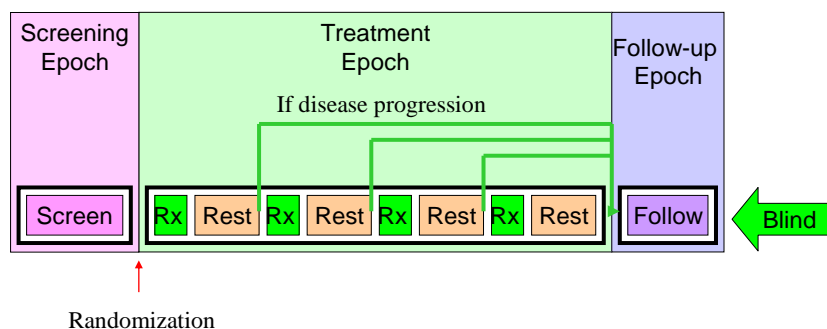 Screening
Epoch
Treatment
Epoch
Follow-up
Epoch
If disease progression
Screen
Rx
Rest
Rx
Rest
Rx
Rest
Rx
Rest
Follow
Blind
Randomization